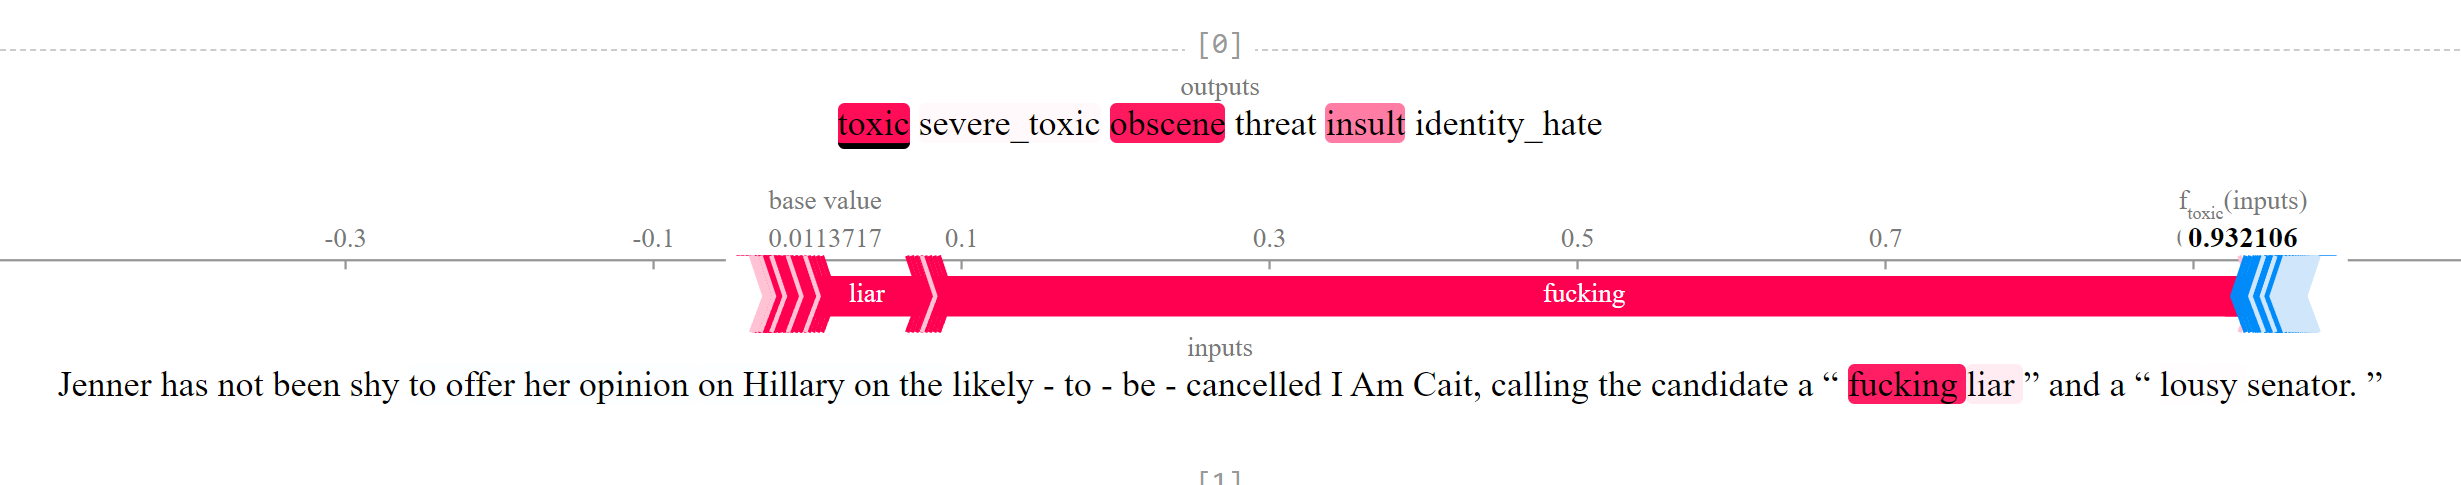 [0]
outputs
toxic severe_toxic obscene threat insult identity_hate
base value f_toxic(inputs)
-0.3 -0.1 0.0113717 0.1 0.3 0.5 0.7 0.932106
liar fucking
inputs
Jenner has not been shy to offer her opinion on Hillary on the likely - to - be - cancelled I Am Cait, calling the candidate a “ fucking liar ” and a “ lousy senator. ”
[1]